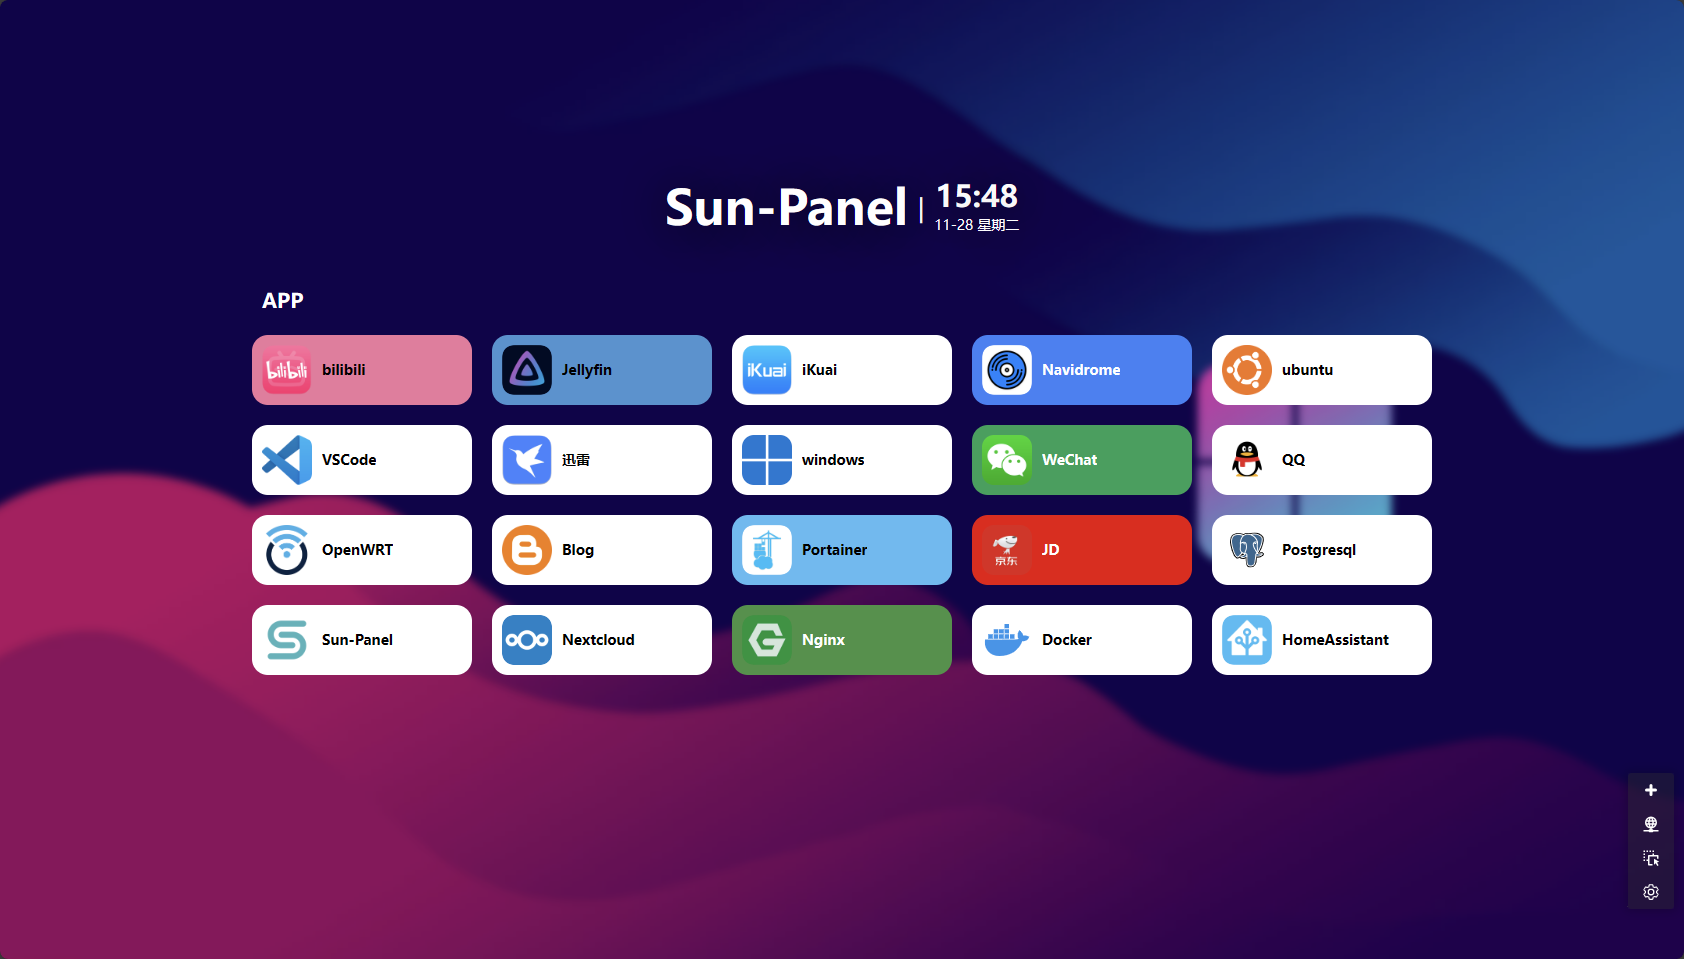 Sun-Panel | 15:48
11-28 星期二
APP
bilibili bilibili
Jellyfin
iKuai iKuai
Navidrome
ubuntu
VSCode
迅雷
windows
WeChat
QQ
OpenWRT
Blog
Portainer
京东 JD
Postgresql
Sun-Panel
Nextcloud
Nginx
Docker
HomeAssistant